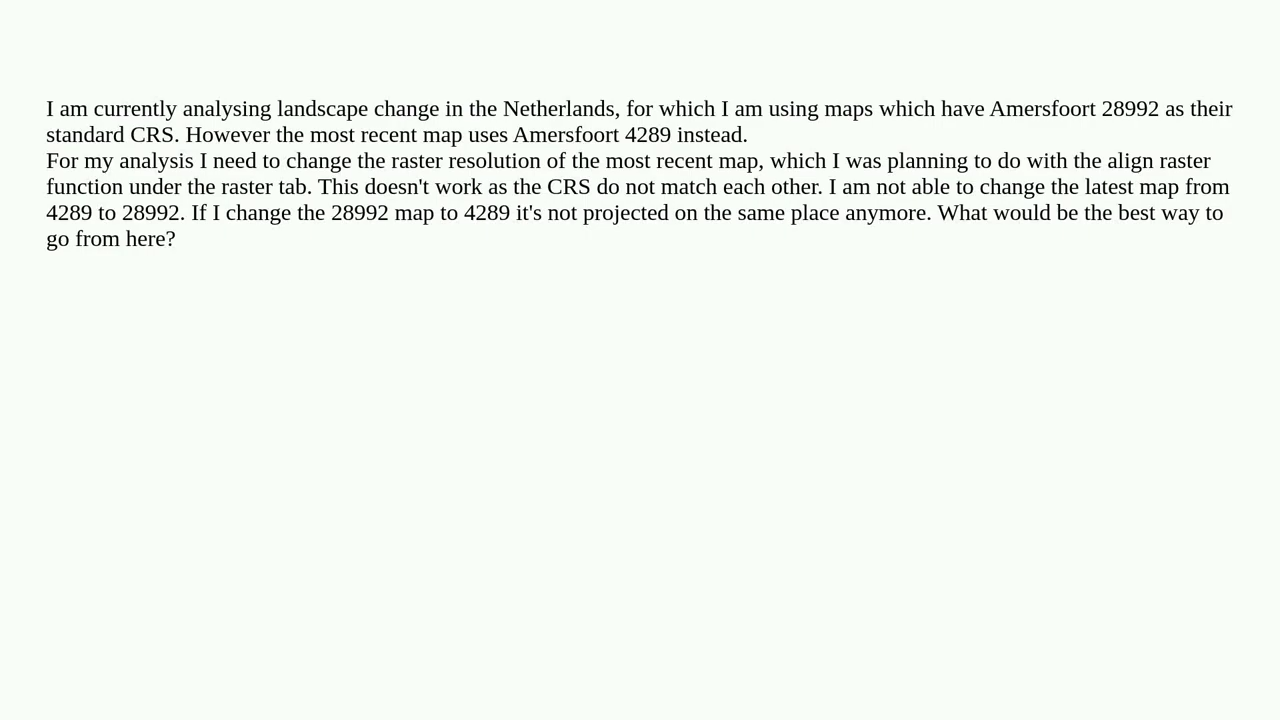 I am currently analysing landscape change in the Netherlands, for which I am using maps which have Amersfoort 28992 as their
standard CRS. However the most recent map uses Amersfoort 4289 instead.
For my analysis I need to change the raster resolution of the most recent map, which I was planning to do with the align raster
function under the raster tab. This doesn't work as the CRS do not match each other. I am not able to change the latest map from
4289 to 28992. If I change the 28992 map to 4289 it's not projected on the same place anymore. What would be the best way to
go from here?